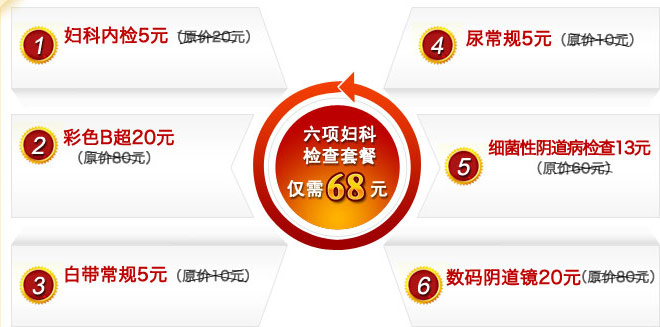 1 妇科内检5元（原价20元）
2 彩色B超20元
（原价80元）
3 白带常规5元（原价10元）
六项妇科
检查套餐
仅需68元
4 尿常规5元（原价10元）
5 细菌性阴道病检查13元
（原价60元）
6 数码阴道镜20元（原价80元）